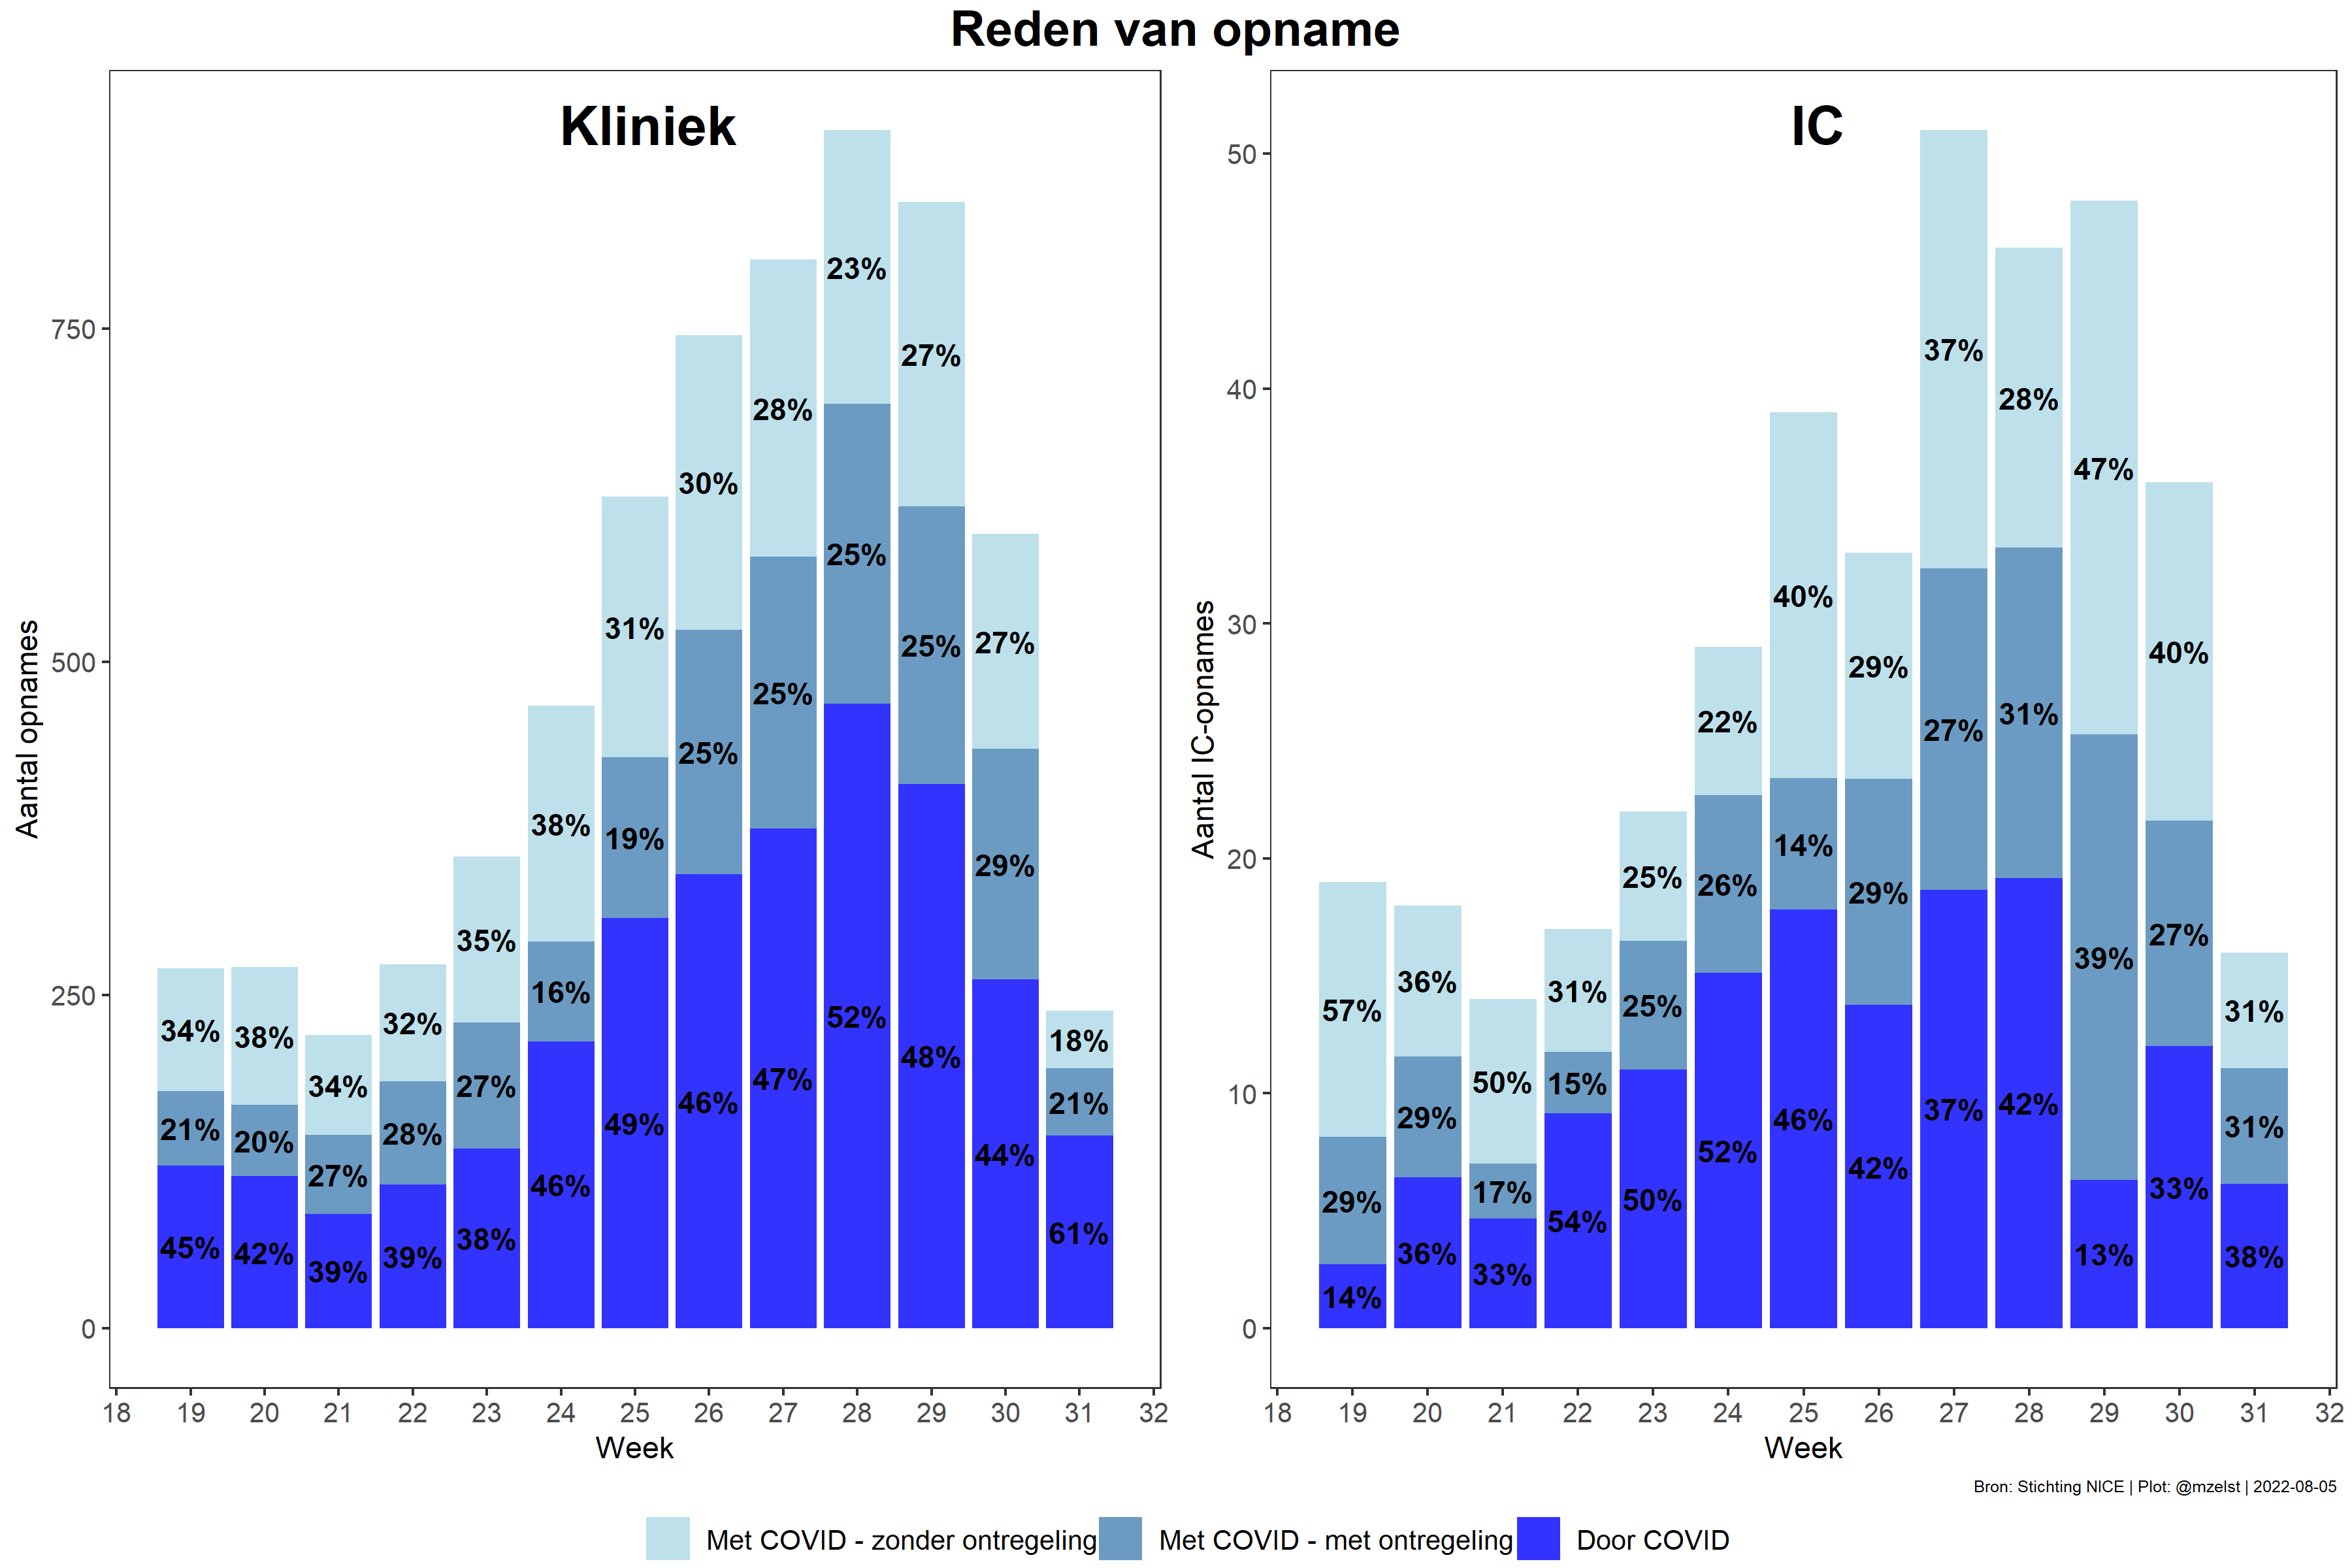 Reden van opname
Kliniek
Aantal opnames
750
500
250
0
34% 38% 34% 32% 35% 38% 31% 30% 28% 23% 27% 27% 18%
21% 20% 27% 28% 27% 16% 19% 25% 25% 25% 25% 29% 21%
45% 42% 39% 39% 38% 46% 49% 46% 47% 52% 48% 44% 61%
18 19 20 21 22 23 24 25 26 27 28 29 30 31 32
Week
IC
Aantal IC-opnames
50
40
30
20
10
0
57% 36% 50% 31% 25% 22% 40% 29% 37% 28% 47% 40% 31%
29% 29% 17% 15% 25% 26% 14% 29% 27% 31% 39% 27% 31%
14% 36% 33% 54% 50% 52% 46% 42% 37% 42% 13% 33% 38%
18 19 20 21 22 23 24 25 26 27 28 29 30 31 32
Week
Bron: Stichting NICE | Plot: @mzelst | 2022-08-05
Met COVID - zonder ontregeling Met COVID - met ontregeling Door COVID